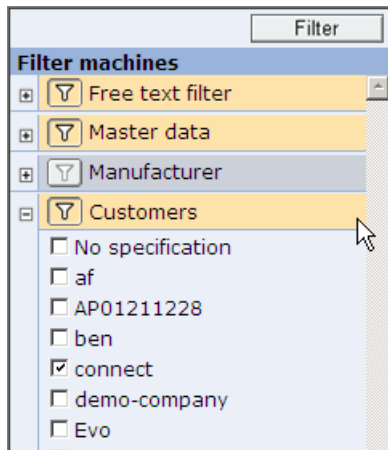 Filter
Filter machines
Free text filter
Master data
Manufacturer
Customers
No specification
af
AP01211228
ben
connect
demo-company
Evo